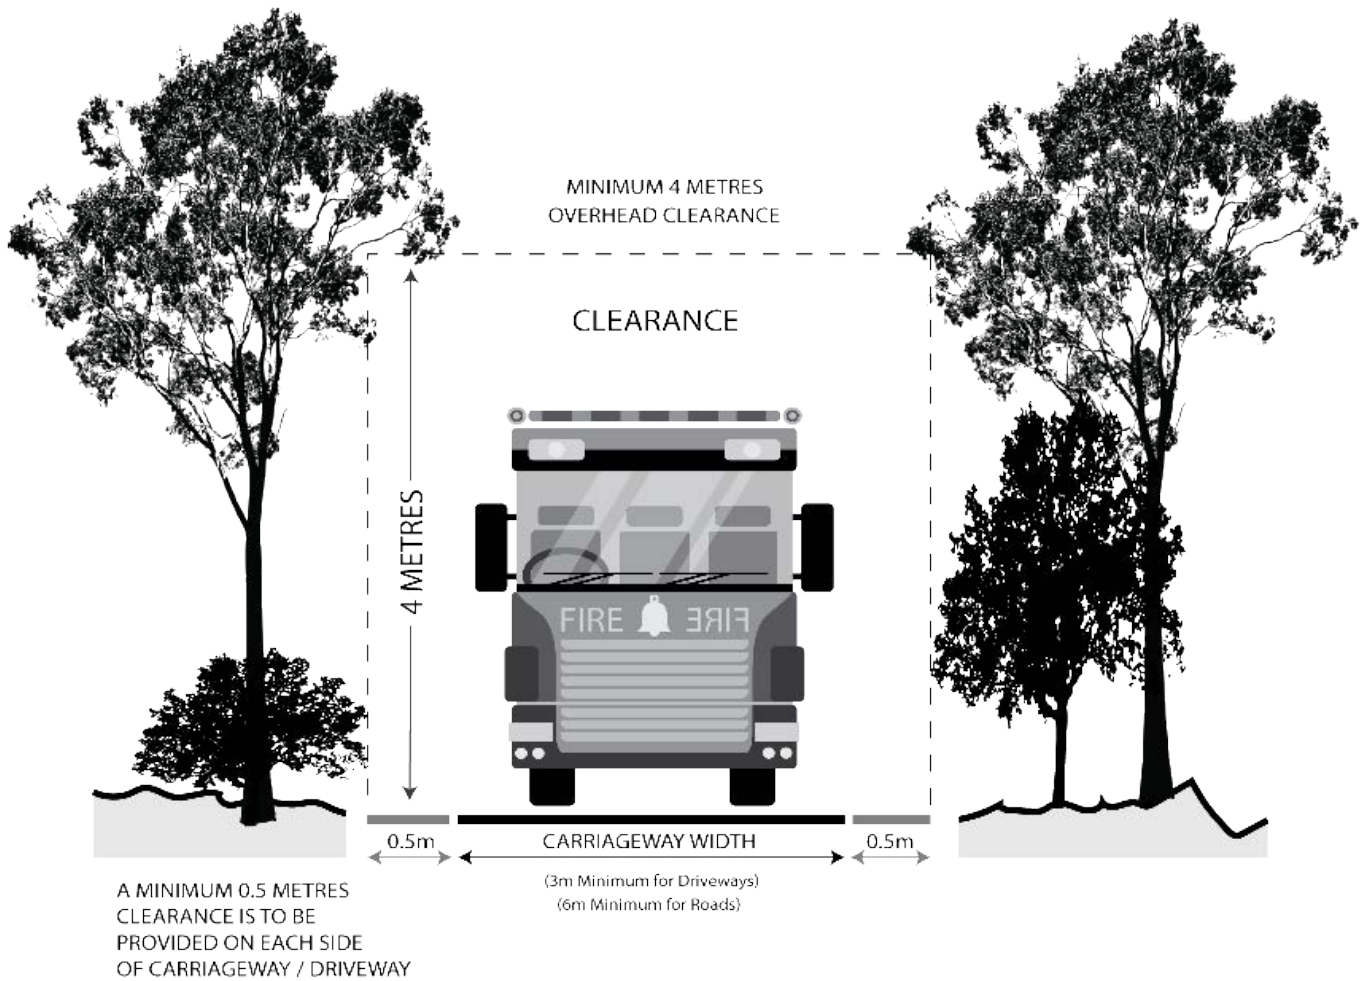 MINIMUM 4 METRES
OVERHEAD CLEARANCE
CLEARANCE
4 METRES
FIRE FIRE
0.5m
CARRIAGEWAY WIDTH
0.5m
(3m Minimum for Driveways)
(6m Minimum for Roads)
A MINIMUM 0.5 METRES
CLEARANCE IS TO BE
PROVIDED ON EACH SIDE
OF CARRIAGEWAY / DRIVEWAY